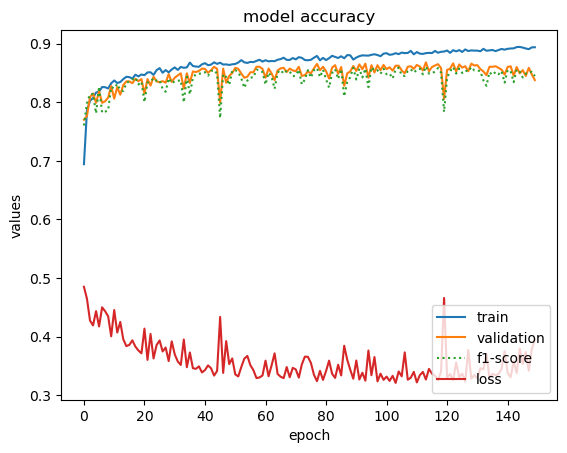 model accuracy
values
0.9
0.8
0.7
0.6
0.5
0.4
0.3
train
validation
f1-score
loss
0 20 40 60 80 100 120 140
epoch